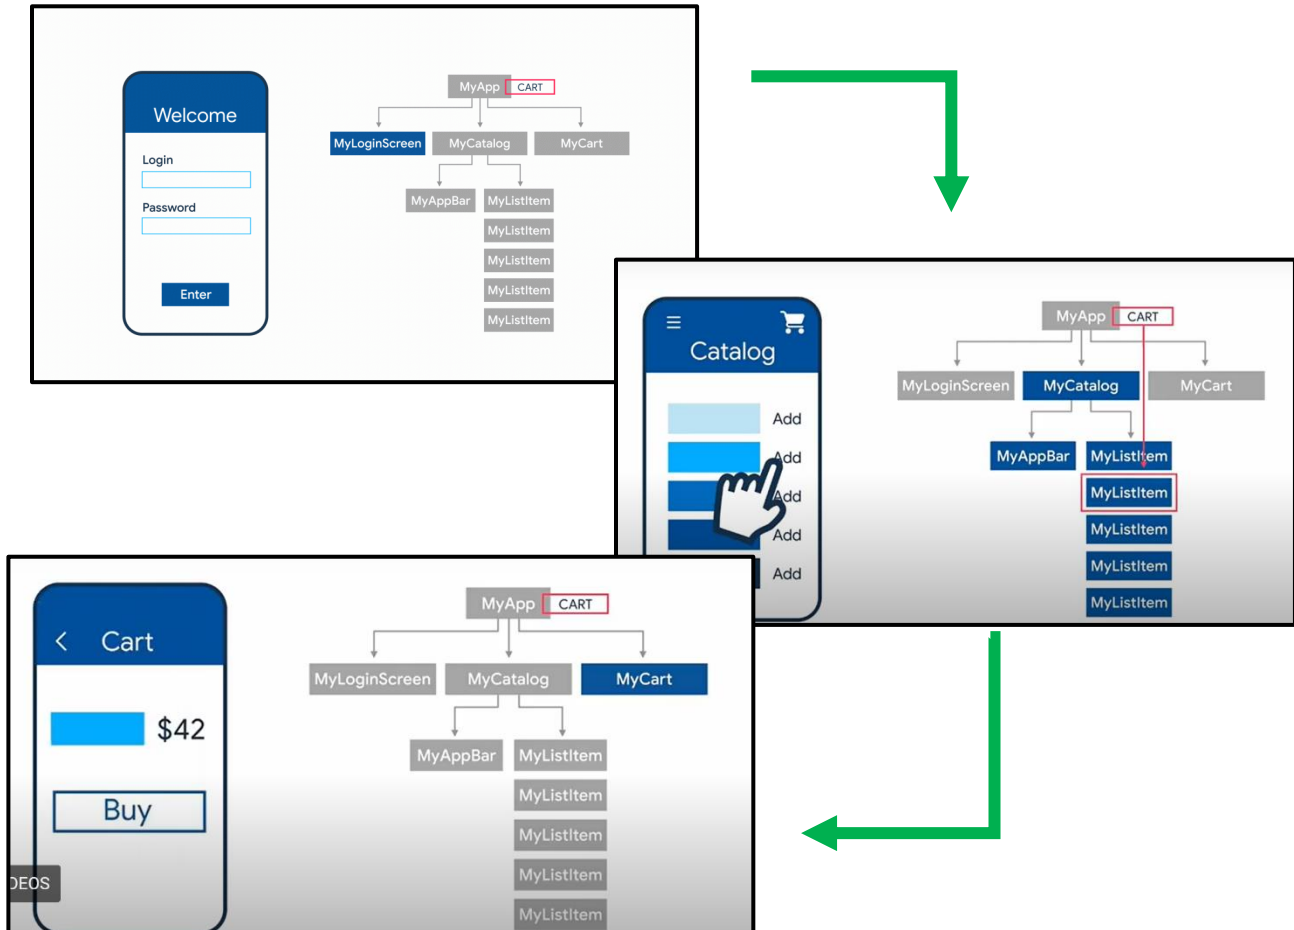 Welcome
Login
Password
Enter
MyApp CART
MyLoginScreen MyCatalog MyCart
MyAppBar MyListItem
MyListItem
MyListItem
MyListItem
MyListItem
Catalog
Add
Add
Add
Add
Add
MyApp CART
MyLoginScreen MyCatalog MyCart
MyAppBar MyListItem
MyListItem
MyListItem
MyListItem
MyListItem
Cart
$42
Buy
DEOS
MyApp CART
MyLoginScreen MyCatalog MyCart
MyAppBar MyListItem
MyListItem
MyListItem
MyListItem
MyListItem